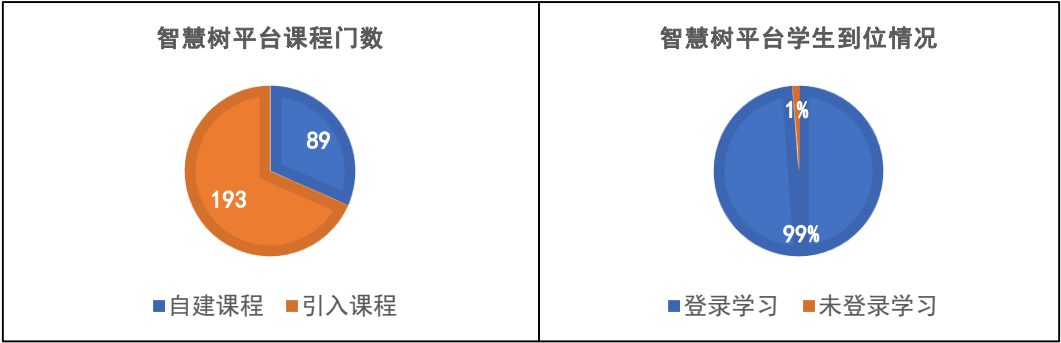 智慧树平台课程门数
89
193
自建课程 引入课程
智慧树平台学生到位情况
1%
99%
登录学习 未登录学习